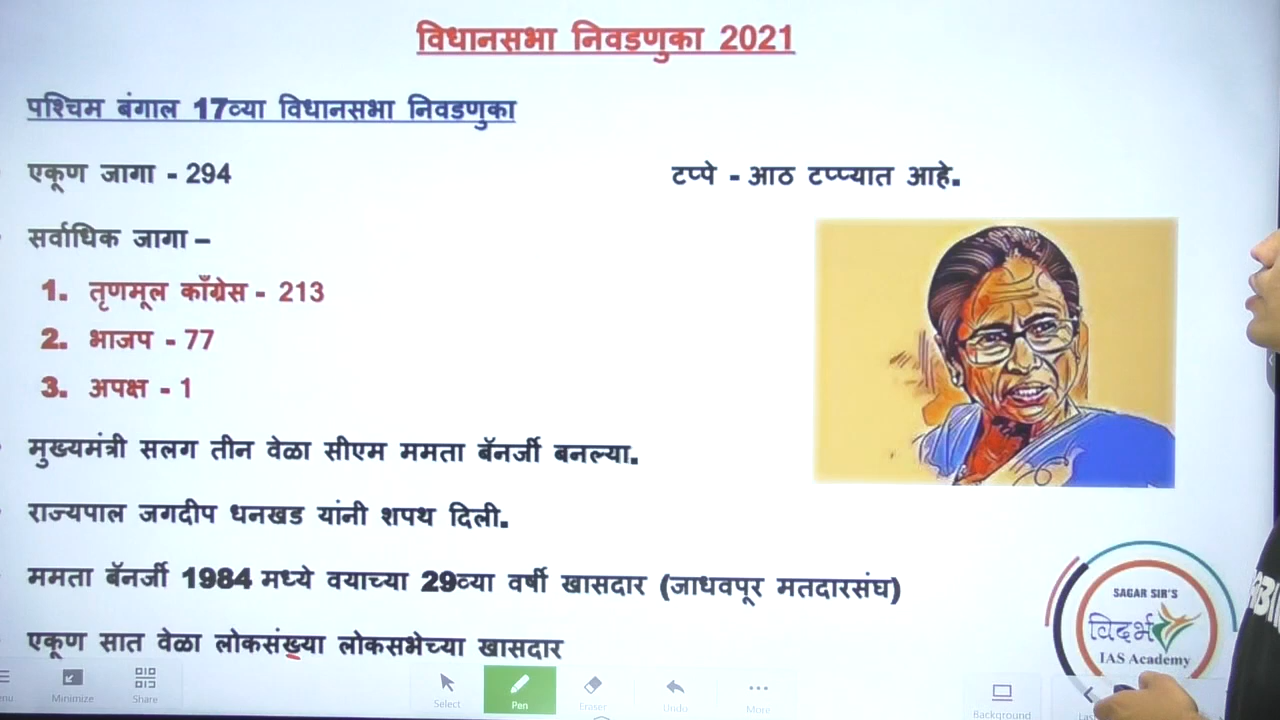 विधानसभा निवडणुका 2021
पश्चिम बंगाल 17व्या विधानसभा निवडणुका
एकूण जागा - 294
टप्पे - आठ टप्प्यात आहे.
सर्वाधिक जागा –
1. तृणमूल काँग्रेस - 213
2. भाजप - 77
3. अपक्ष - 1
मुख्यमंत्री सलग तीन वेळा सीएम ममता बॅनर्जी बनल्या.
राज्यपाल जगदीप धनखड यांनी शपथ दिली.
ममता बॅनर्जी 1984 मध्ये वयाच्या 29व्या वर्षी खासदार (जाधवपूर मतदारसंघ)
एकूण सात वेळा लोकसंख्या लोकसभेच्या खासदार
SAGAR SIR'S
विदर्भ
IAS Academy
Minimize
Share
Select
Pen
Eraser
Undo
More
Background